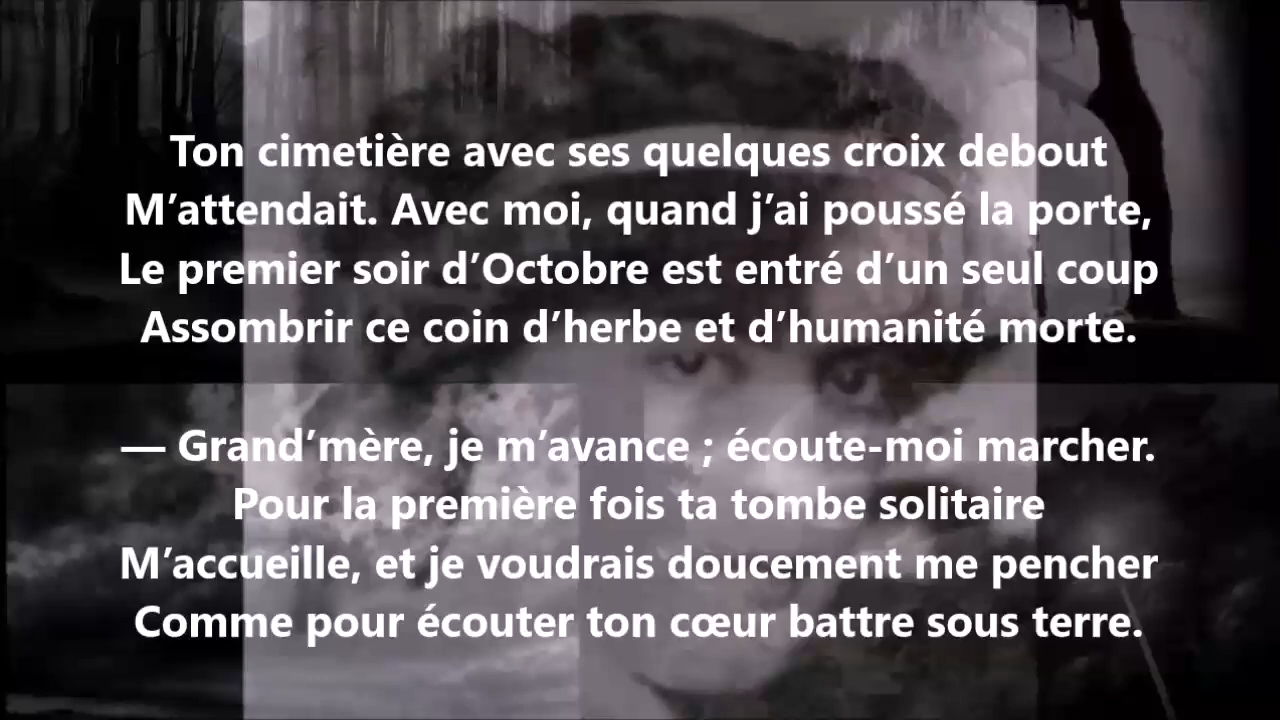 Ton cimetière avec ses quelques croix debout
M’attendait. Avec moi, quand j’ai poussé la porte,
Le premier soir d’Octobre est entré d’un seul coup
Assombrir ce coin d’herbe et d’humanité morte.
— Grand’mère, je m’avance ; écoute-moi marcher.
Pour la première fois ta tombe solitaire
M’accueille, et je voudrais doucement me pencher
Comme pour écouter ton cœur battre sous terre.